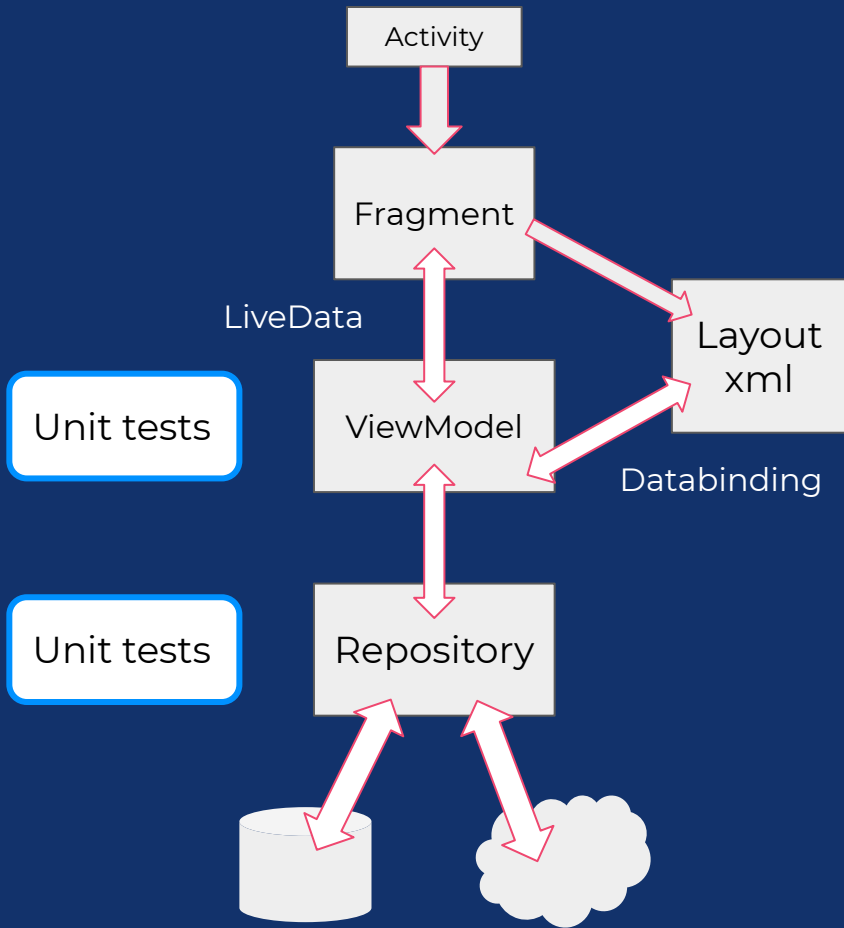 Activity
Fragment
LiveData
Layout
xml
Unit tests
ViewModel
Databinding
Unit tests
Repository